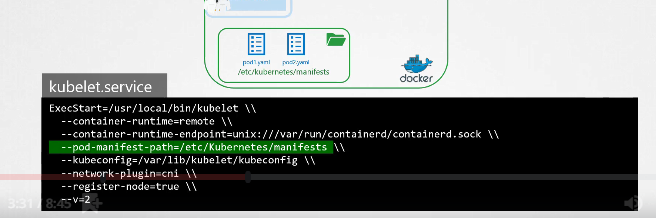 pod1.yaml pod2.yaml
/etc/kubernetes/manifests
docker
kubelet.service
ExecStart=/usr/local/bin/kubelet \\
--container-runtime=remote \\
--container-runtime-endpoint=unix:///var/run/containerd/containerd.sock \\
--pod-manifest-path=/etc/Kubernetes/manifests \\
--kubeconfig=/var/lib/kubelet/kubeconfig \\
--network-plugin=cni \\
--register-node=true \\
--v=2
3:31 / 8:45